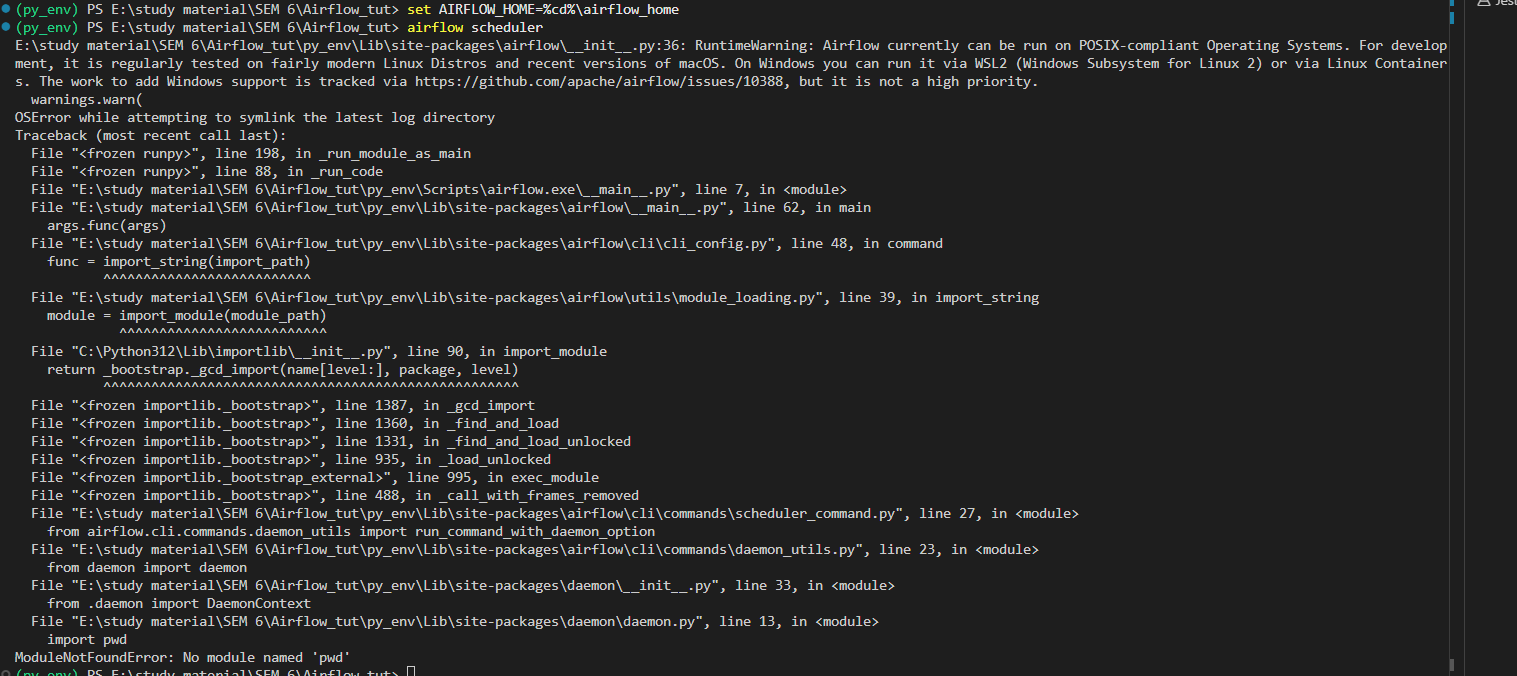 (py_env) PS E:\study material\SEM 6\Airflow_tut> set AIRFLOW_HOME=%cd%\airflow_home
(py_env) PS E:\study material\SEM 6\Airflow_tut> airflow scheduler
E:\study material\SEM 6\Airflow_tut\py_env\Lib\site-packages\airflow\__init__.py:36: RuntimeWarning: Airflow currently can be run on POSIX-compliant Operating Systems. For develop
ment, it is regularly tested on fairly modern Linux Distros and recent versions of macOS. On Windows you can run it via WSL2 (Windows Subsystem for Linux 2) or via Linux Container
s. The work to add Windows support is tracked via https://github.com/apache/airflow/issues/10388, but it is not a high priority.
  warnings.warn(
OSError while attempting to symlink the latest log directory
Traceback (most recent call last):
  File "<frozen runpy>", line 198, in _run_module_as_main
  File "<frozen runpy>", line 88, in _run_code
  File "E:\study material\SEM 6\Airflow_tut\py_env\Scripts\airflow.exe\__main__.py", line 7, in <module>
  File "E:\study material\SEM 6\Airflow_tut\py_env\Lib\site-packages\airflow\__main__.py", line 62, in main
    args.func(args)
  File "E:\study material\SEM 6\Airflow_tut\py_env\Lib\site-packages\airflow\cli\cli_config.py", line 48, in command
    func = import_string(import_path)
           ^^^^^^^^^^^^^^^^^^^^^^^^^^
  File "E:\study material\SEM 6\Airflow_tut\py_env\Lib\site-packages\airflow\utils\module_loading.py", line 39, in import_string
    module = import_module(module_path)
             ^^^^^^^^^^^^^^^^^^^^^^^^^^
  File "C:\Python312\Lib\importlib\__init__.py", line 90, in import_module
    return _bootstrap._gcd_import(name[level:], package, level)
           ^^^^^^^^^^^^^^^^^^^^^^^^^^^^^^^^^^^^^^^^^^^^^^^^^^^^
  File "<frozen importlib._bootstrap>", line 1387, in _gcd_import
  File "<frozen importlib._bootstrap>", line 1360, in _find_and_load
  File "<frozen importlib._bootstrap>", line 1331, in _find_and_load_unlocked
  File "<frozen importlib._bootstrap>", line 935, in _load_unlocked
  File "<frozen importlib._bootstrap_external>", line 995, in exec_module
  File "<frozen importlib._bootstrap>", line 488, in _call_with_frames_removed
  File "E:\study material\SEM 6\Airflow_tut\py_env\Lib\site-packages\airflow\cli\commands\scheduler_command.py", line 27, in <module>
    from airflow.cli.commands.daemon_utils import run_command_with_daemon_option
  File "E:\study material\SEM 6\Airflow_tut\py_env\Lib\site-packages\airflow\cli\commands\daemon_utils.py", line 23, in <module>
    from daemon import daemon
  File "E:\study material\SEM 6\Airflow_tut\py_env\Lib\site-packages\daemon\__init__.py", line 33, in <module>
    from .daemon import DaemonContext
  File "E:\study material\SEM 6\Airflow_tut\py_env\Lib\site-packages\daemon\daemon.py", line 13, in <module>
    import pwd
ModuleNotFoundError: No module named 'pwd'
(py_env) PS E:\study material\SEM 6\Airflow_tut>